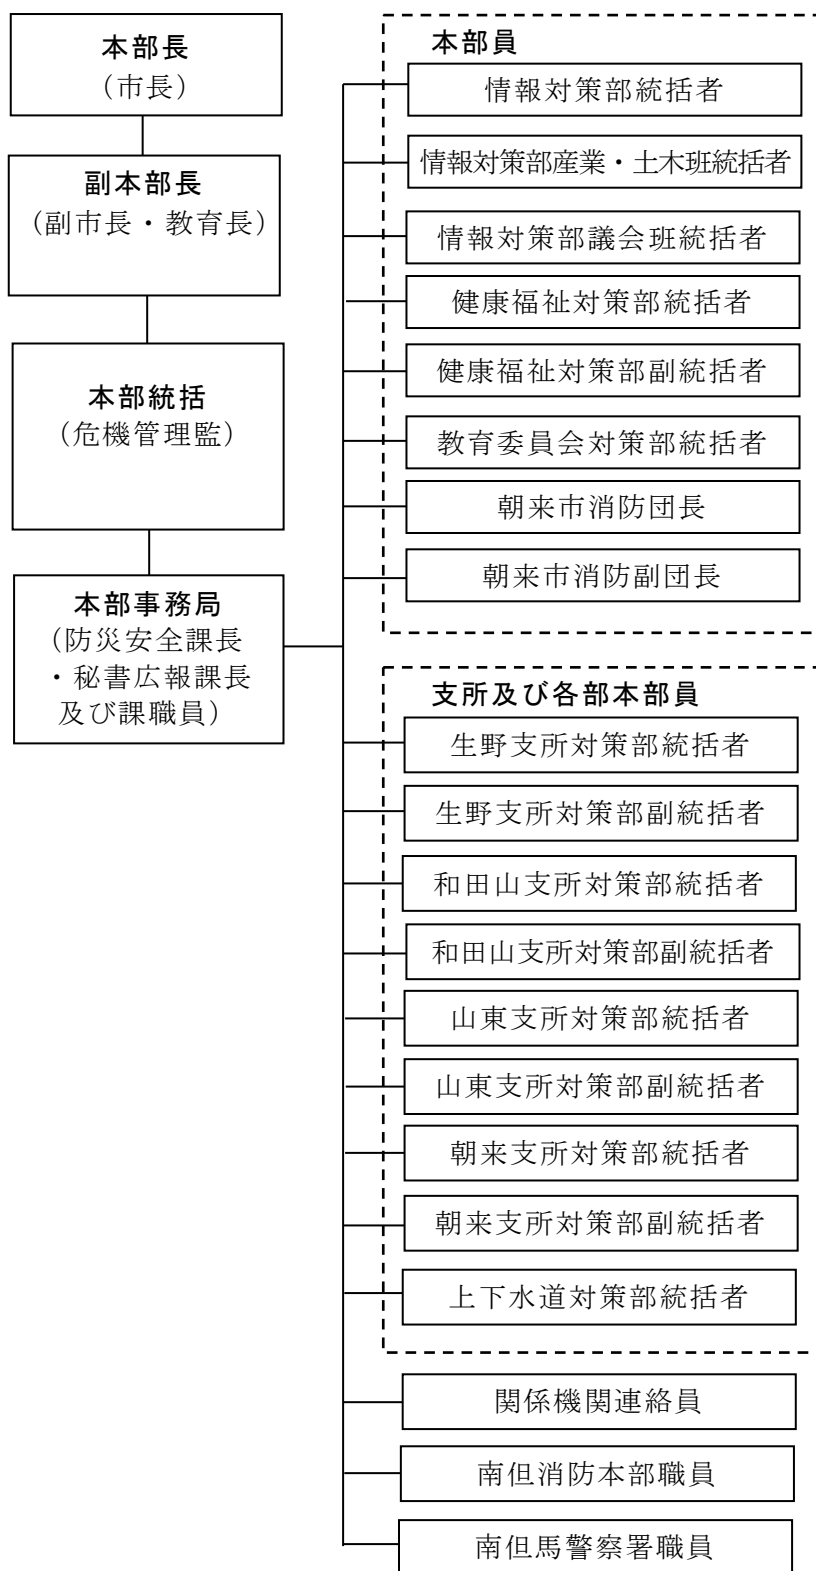 本部長
（市長）
副本部長
（副市長・教育長）
本部統括
（危機管理監）
本部事務局
（防災安全課長
・秘書広報課長
及び課職員）
本部員
情報対策部統括者
情報対策部産業・土木班統括者
情報対策部議会班統括者
健康福祉対策部統括者
健康福祉対策部副統括者
教育委員会対策部統括者
朝来市消防団長
朝来市消防副団長
支所及び各部本部員
生野支所対策部統括者
生野支所対策部副統括者
和田山支所対策部統括者
和田山支所対策部副統括者
山東支所対策部統括者
山東支所対策部副統括者
朝来支所対策部統括者
朝来支所対策部副統括者
上下水道対策部統括者
関係機関連絡員
南但消防本部職員
南但馬警察署職員